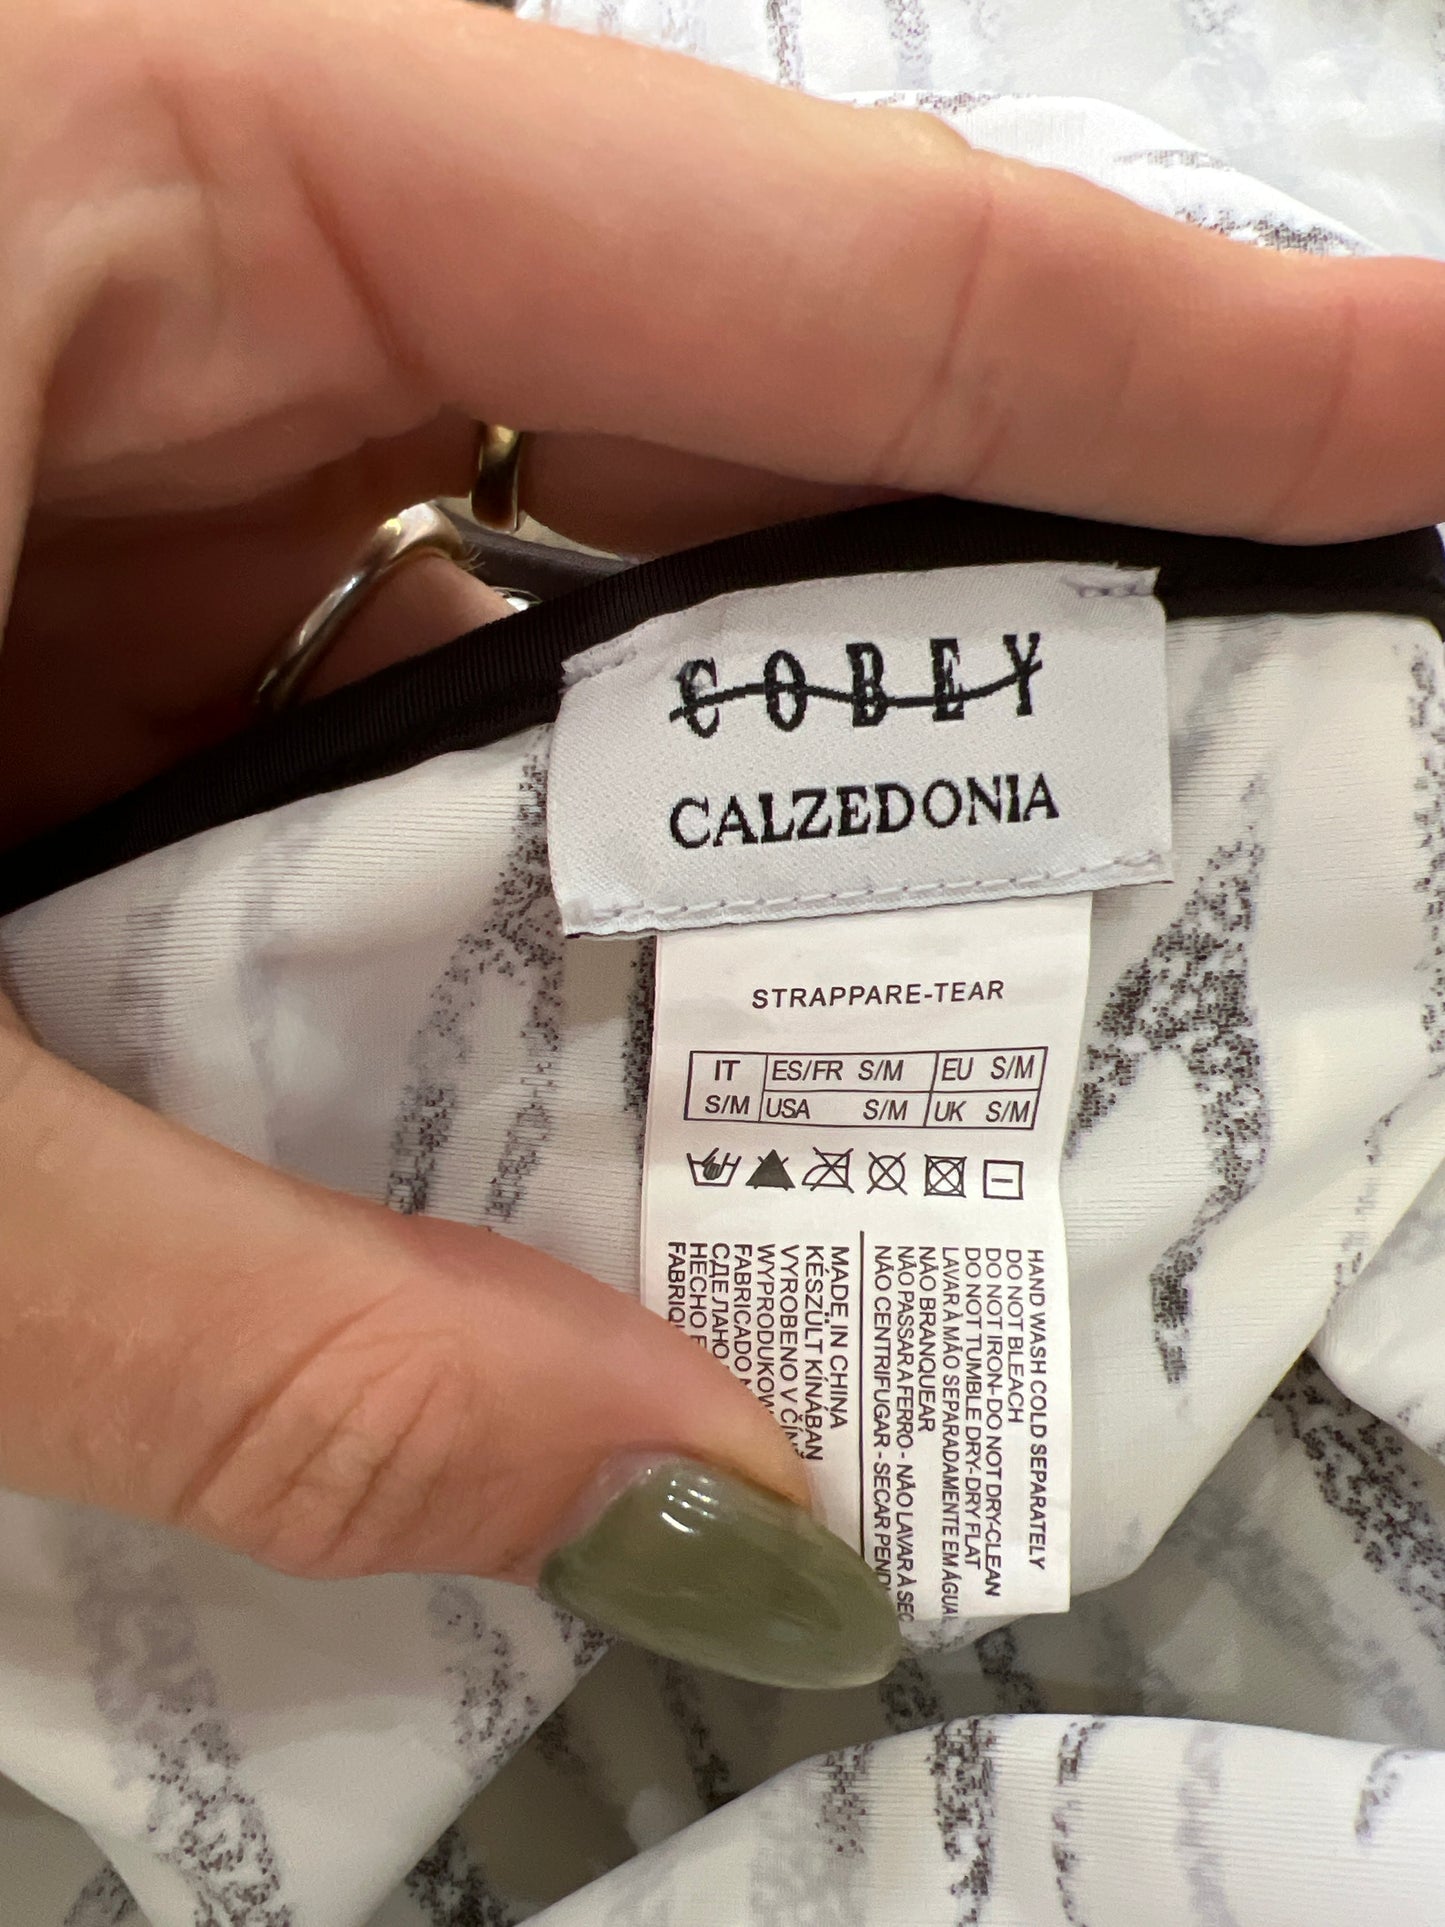 COBEY
CALZEDONIA
STRAPPARE-TEAR
IT ES/FR S/M EU S/M
S/M USA S/M UK S/M
HAND WASH COLD SEPARATELY
DO NOT BLEACH
DO NOT IRON- DO NOT DRY-CLEAN
DO NOT TUMBLE DRY- DRY FLAT
LAVAR À MÃO SEPARADAMENTE EM ÁGUA
NÃO BRANQUEAR
NÃO PASSAR A FERRO - NÃO LAVAR À SEC
NÃO CENTRIFUGAR - SECAR PEND
MADE IN CHINA
KÉSZÜLT KÍNÁBAN
VYROBENO V
WYPRODUKOW
FABRICADO
СДЕЛАНО
HECHO
FABRIQU